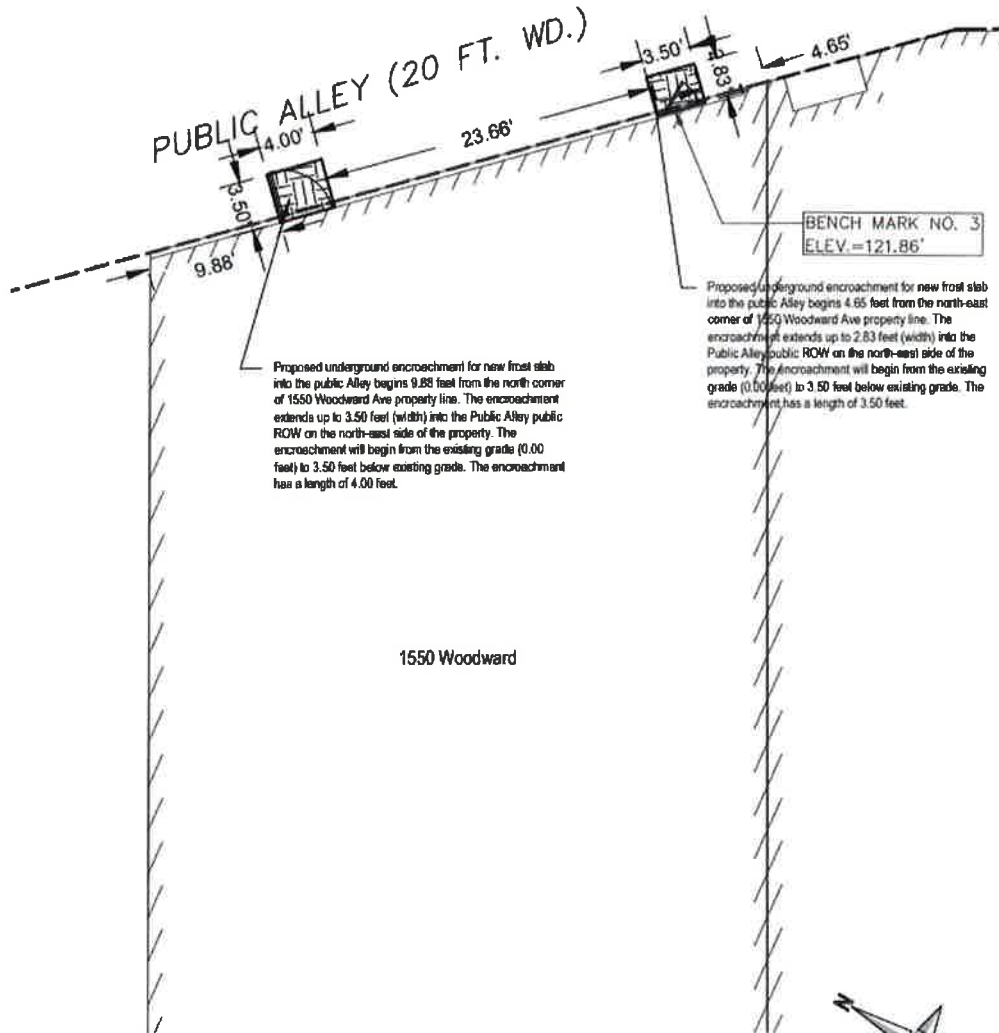 PUBLIC ALLEY (20 FT. WD.)
4.00'
3.50'
9.88'
23.66'
3.50'
2.83'
4.65'
BENCH MARK NO. 3
ELEV.=121.86'
Proposed underground encroachment for new frost slab
into the public Alley begins 4.65 feet from the north-east
corner of 1550 Woodward Ave property line. The
encroachment extends up to 2.83 feet (width) into the
Public Alley public ROW on the north-east side of the
property. The encroachment will begin from the existing
grade (0.00 feet) to 3.50 feet below existing grade. The
encroachment has a length of 3.50 feet.
Proposed underground encroachment for new frost slab
into the public Alley begins 9.88 feet from the north corner
of 1550 Woodward Ave property line. The encroachment
extends up to 3.50 feet (width) into the Public Alley public
ROW on the north-east side of the property. The
encroachment will begin from the existing grade (0.00
feet) to 3.50 feet below existing grade. The encroachment
has a length of 4.00 feet.
1550 Woodward
N